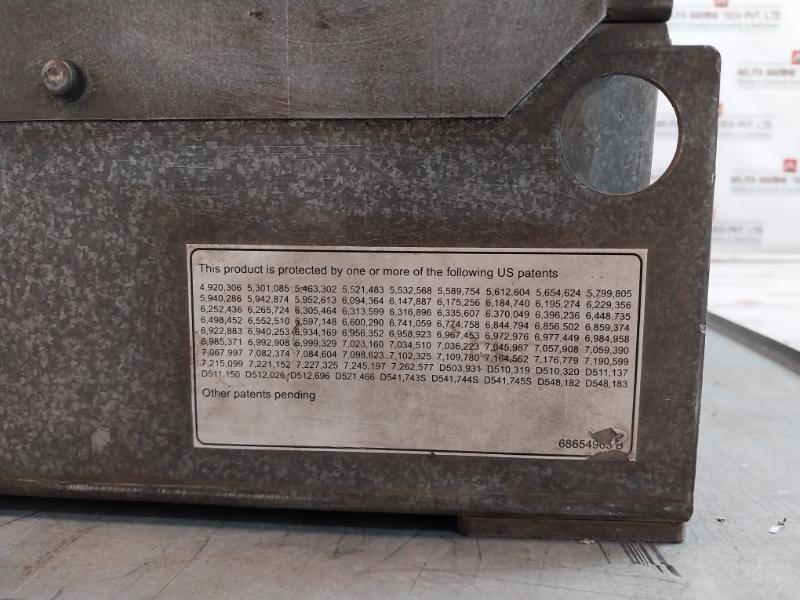 This product is protected by one or more of the following US patents
4,920,306 5,301,085 5,463,302 5,521,483 5,532,568 5,589,754 5,612,604 5,654,624 5,799,805
5,940,286 5,942,874 5,952,613 6,094,364 6,147,887 6,175,256 6,184,740 6,195,274 6,229,356
6,252,436 6,265,724 6,305,464 6,313,599 6,316,896 6,335,607 6,370,049 6,396,236 6,448,735
6,498,452 6,552,510 6,597,148 6,600,290 6,741,059 6,774,758 6,844,794 6,856,502 6,859,374
6,922,883 6,940,253 6,934,169 6,956,352 6,958,923 6,967,453 6,972,976 6,977,449 6,984,958
6,985,371 6,992,908 6,999,329 7,023,160 7,034,510 7,036,223 7,045,987 7,057,908 7,059,390
7,067,997 7,082,374 7,084,604 7,098,623 7,102,325 7,109,780 7,164,562 7,176,779 7,190,599
7,215,099 7,221,152 7,227,325 7,245,197 7,262,577 D503,931 D510,319 D510,320 D511,137
D511,150 D512,026 D512,696 D521,466 D541,743S D541,744S D541,745S D548,182 D548,183
Other patents pending